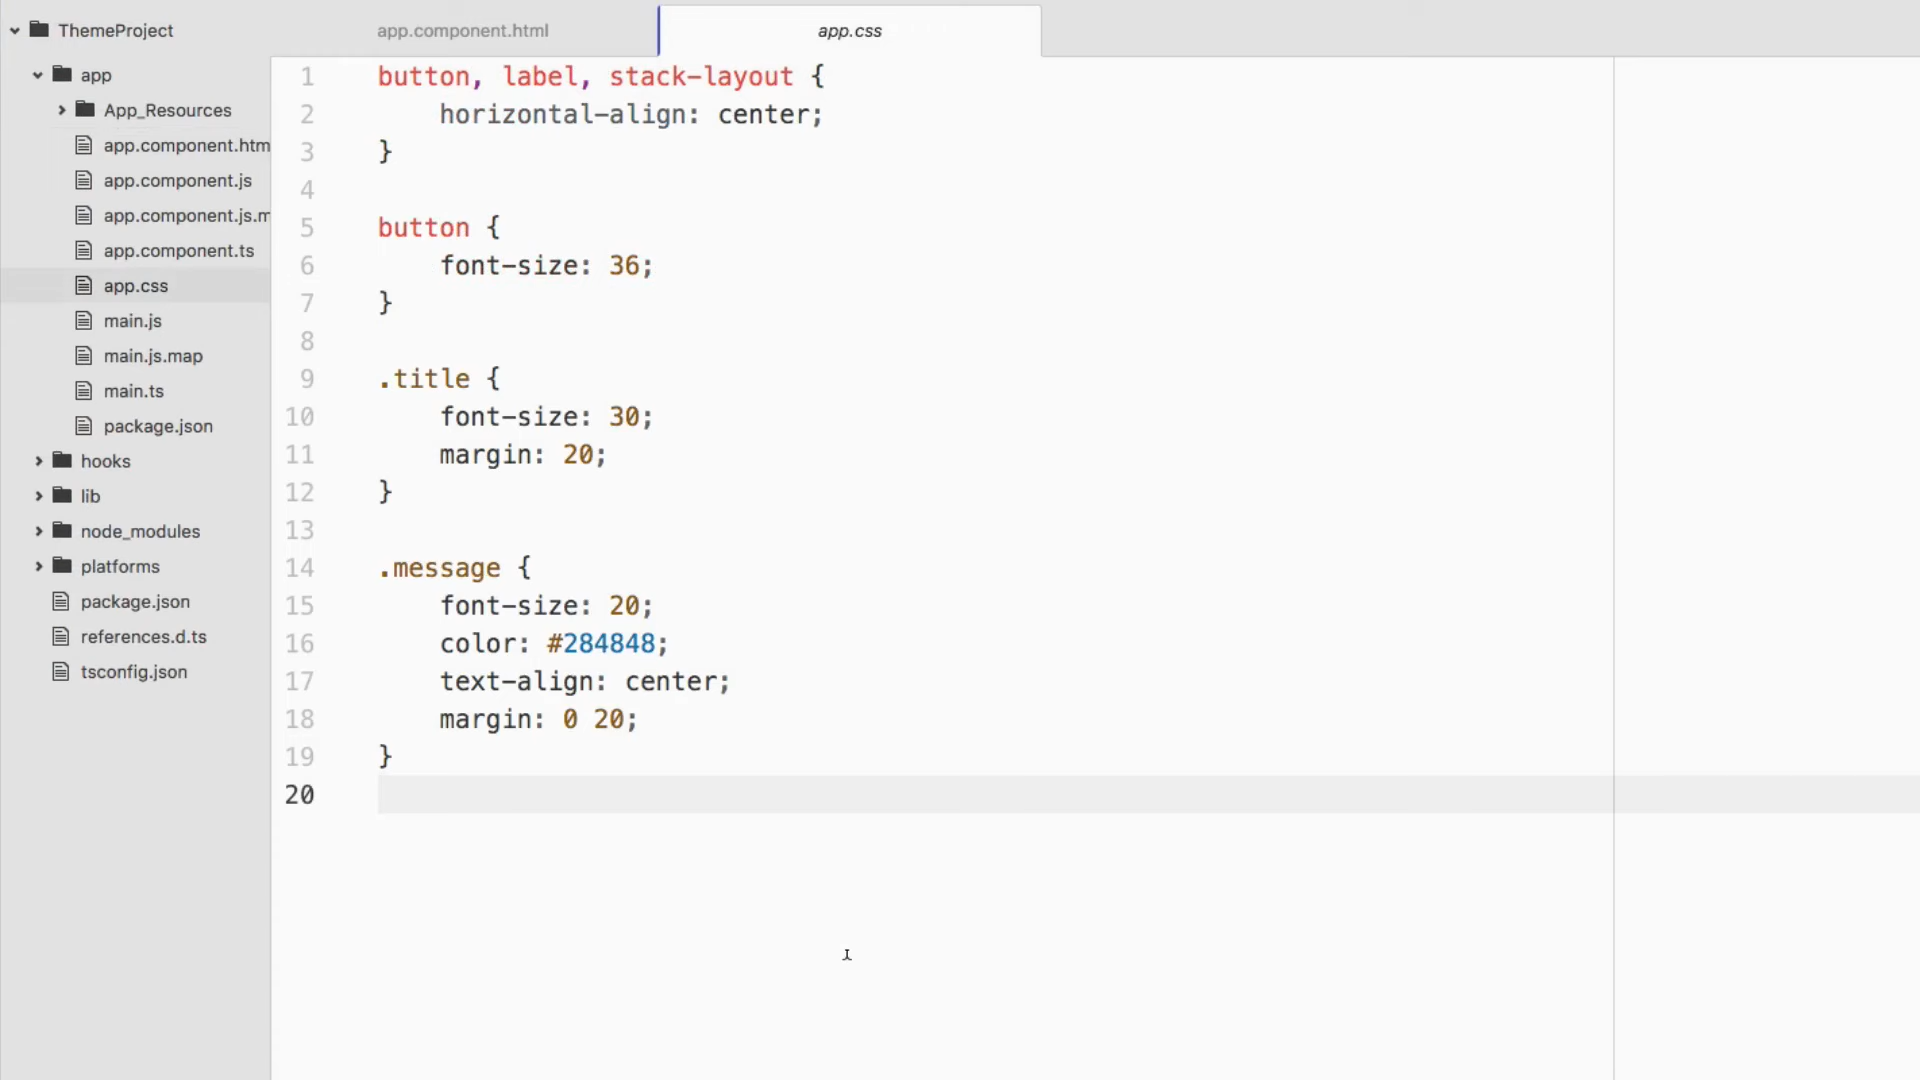 ThemeProject
app
App_Resources
app.component.htm
app.component.js
app.component.js.m
app.component.ts
app.css
main.js
main.js.map
main.ts
package.json
hooks
lib
node_modules
platforms
package.json
references.d.ts
tsconfig.json
app.component.html
app.css
1 button, label, stack-layout {
2 horizontal-align: center;
3 }
4
5 button {
6 font-size: 36;
7 }
8
9 .title {
10 font-size: 30;
11 margin: 20;
12 }
13
14 .message {
15 font-size: 20;
16 color: #284848;
17 text-align: center;
18 margin: 0 20;
19 }
20